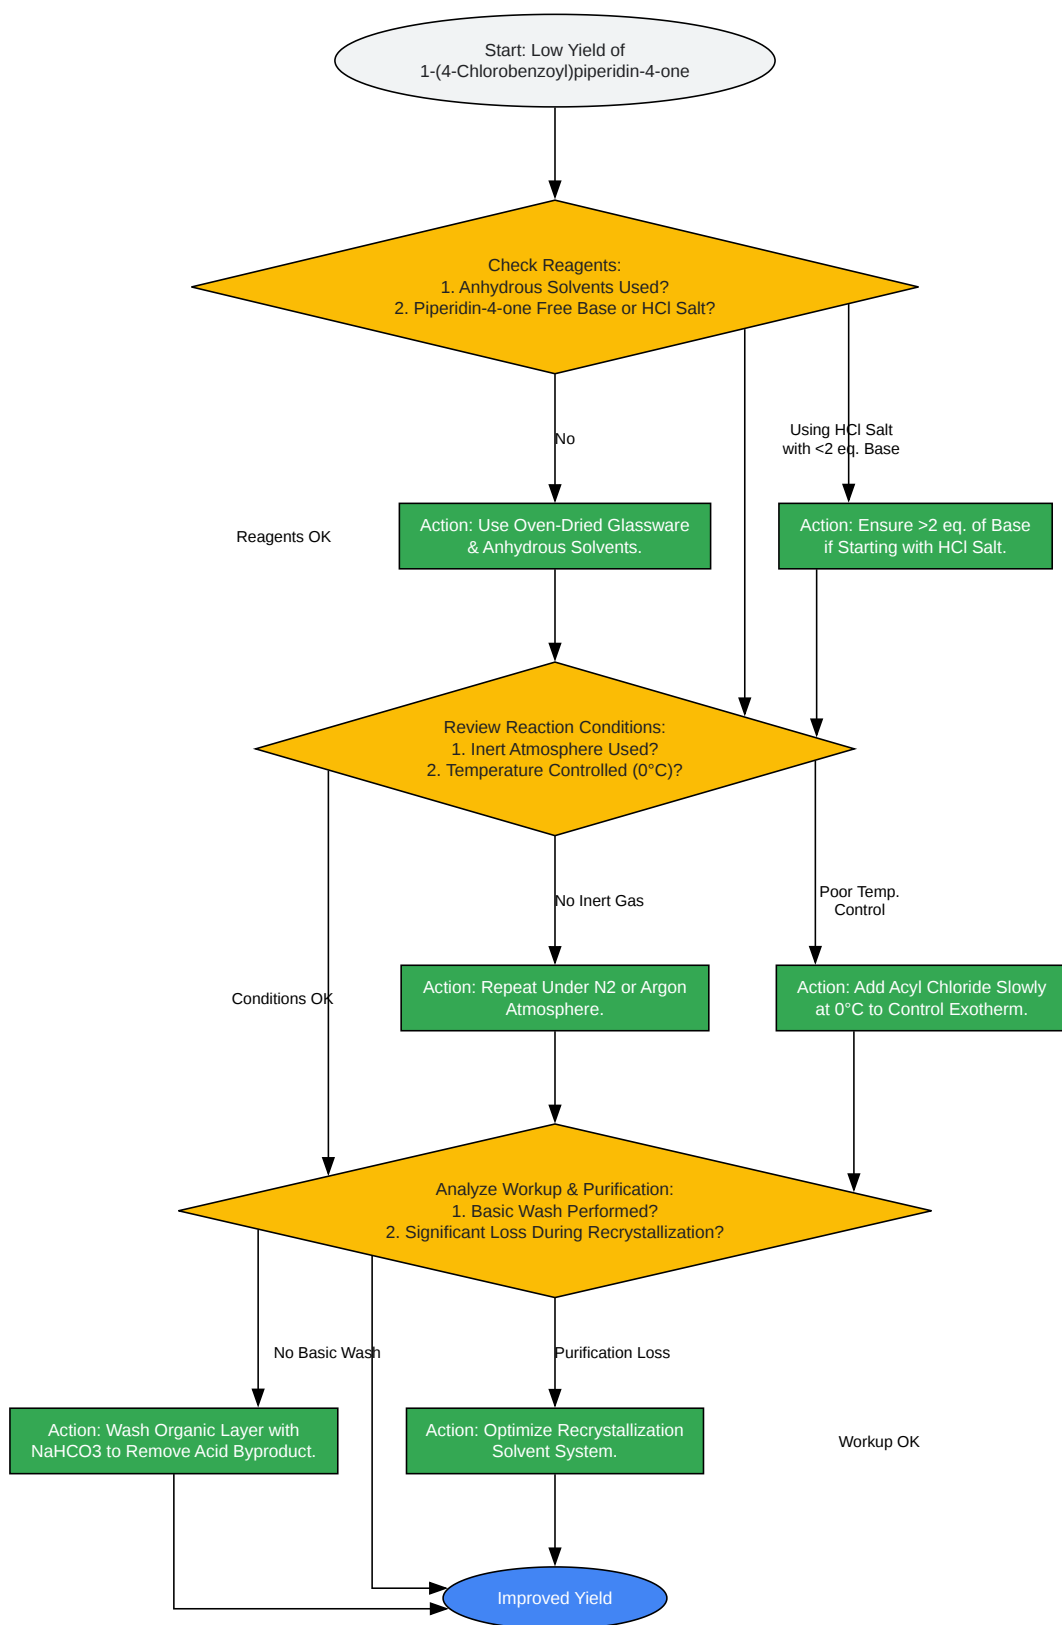 Start: Low Yield of
1-(4-Chlorobenzoyl)piperidin-4-one
Check Reagents:
1. Anhydrous Solvents Used?
2. Piperidin-4-one Free Base or HCl Salt?
No
Using HCl Salt
with <2 eq. Base
Reagents OK
Action: Use Oven-Dried Glassware
& Anhydrous Solvents.
Action: Ensure >2 eq. of Base
if Starting with HCl Salt.
Review Reaction Conditions:
1. Inert Atmosphere Used?
2. Temperature Controlled (0°C)?
No Inert Gas
Poor Temp.
Control
Conditions OK
Action: Repeat Under N2 or Argon
Atmosphere.
Action: Add Acyl Chloride Slowly
at 0°C to Control Exotherm.
Analyze Workup & Purification:
1. Basic Wash Performed?
2. Significant Loss During Recrystallization?
No Basic Wash
Purification Loss
Action: Wash Organic Layer with
NaHCO3 to Remove Acid Byproduct.
Action: Optimize Recrystallization
Solvent System.
Workup OK
Improved Yield